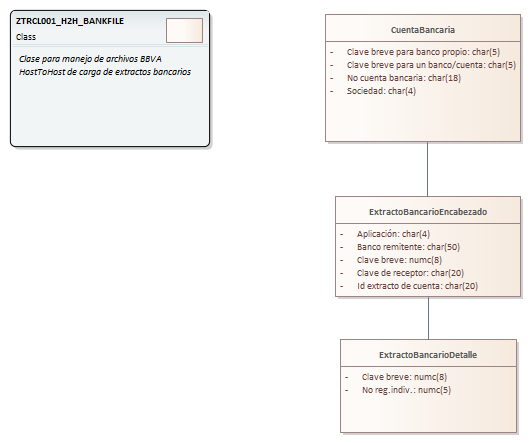 ZTRCL001_H2H_BANKFILE
Class
Clase para manejo de archivos BBVA
HostToHost de carga de extractos bancarios
CuentaBancaria
- Clave breve para banco propio: char(5)
- Clave breve para un banco/cuenta: char(5)
- No cuenta bancaria: char(18)
- Sociedad: char(4)
ExtractoBancarioEncabezado
- Aplicación: char(4)
- Banco remitente: char(50)
- Clave breve: numc(8)
- Clave de receptor: char(20)
- Id extracto de cuenta: char(20)
ExtractoBancarioDetalle
- Clave breve: numc(8)
- No reg.indiv.: numc(5)